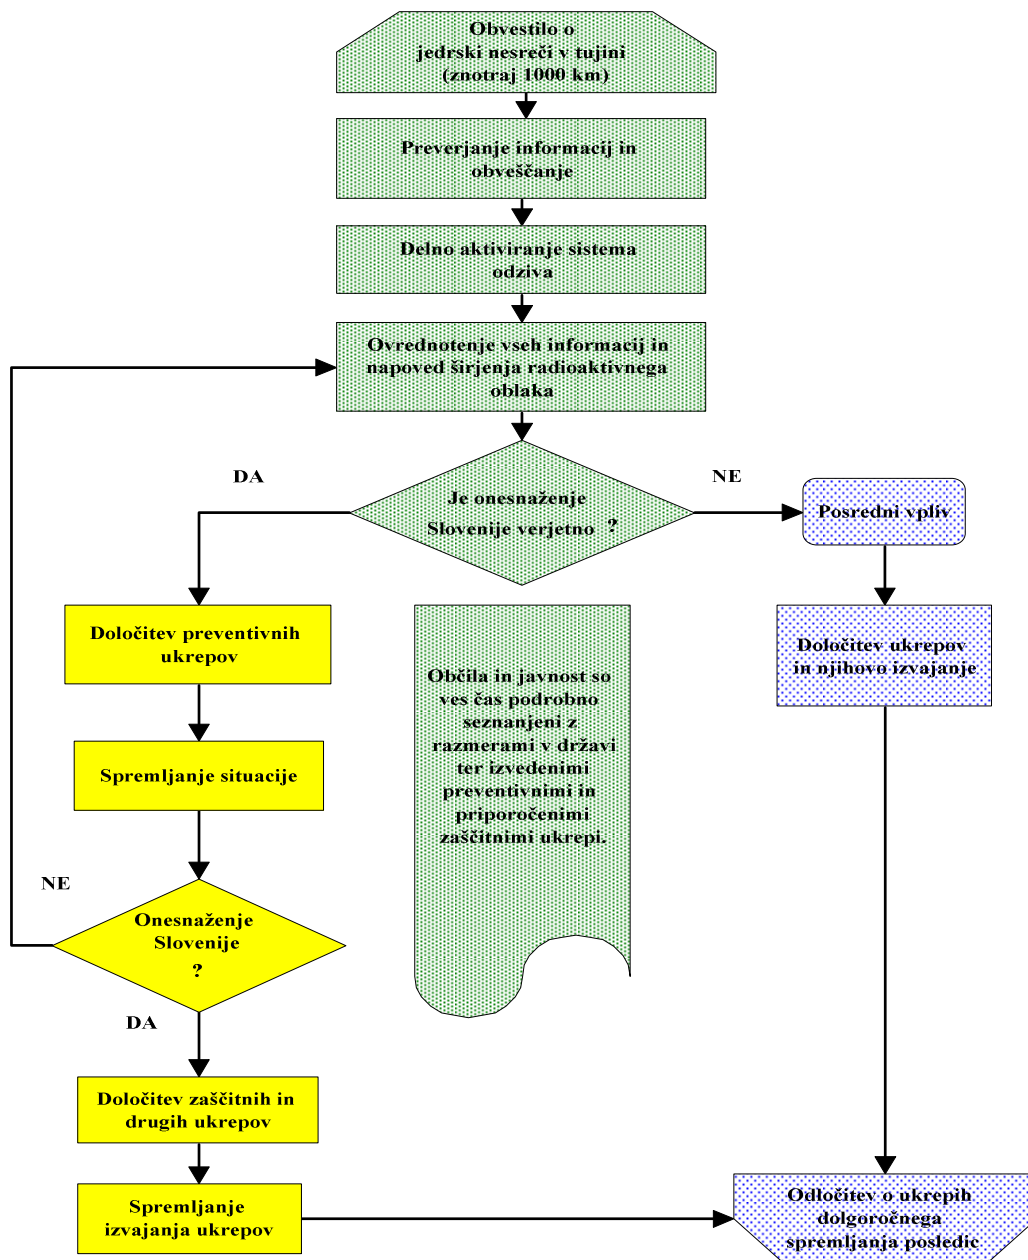 Obvestilo o
jedrski nesreči v tujini
(znotraj 1000 km)
Preverjanje informacij in
obveščanje
Delno aktiviranje sistema
odziva
Ovrednotenje vseh informacij in
napoved širjenja radioaktivnega
oblaka
DA
NE
Je onesnaženje
Slovenije verjetno ?
Posredni vpliv
Določitev preventivnih
ukrepov
Določitev ukrepov
in njihovo izvajanje
Občila in javnost so
ves čas podrobno
seznanjeni z
razmerami v državi
ter izvedenimi
preventivnimi in
priporočenimi
zaščitnimi ukrepi.
Spremljanje situacije
NE
Onesnaženje
Slovenije
?
DA
Določitev zaščitnih in
drugih ukrepov
Spremljanje
izvajanja ukrepov
Odločitev o ukrepih
dolgoročnega
spremljanja posledic